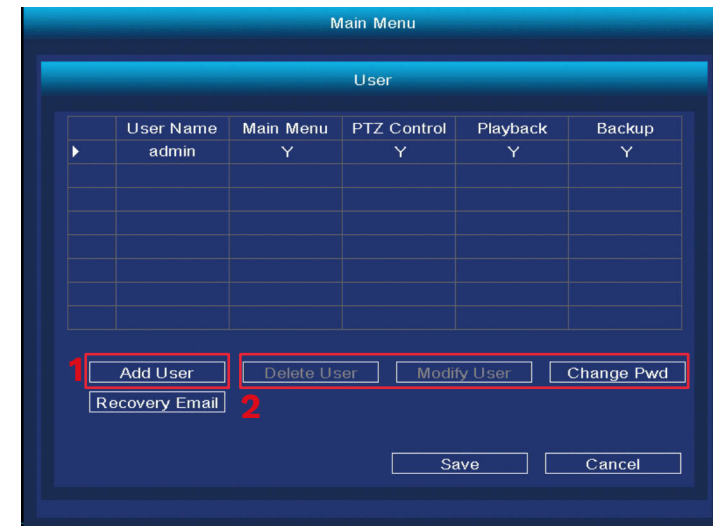 Main Menu
User
User Name Main Menu PTZ Control Playback Backup
admin Y Y Y Y
1 Add User Delete User Modify User Change Pwd
Recovery Email 2
Save Cancel